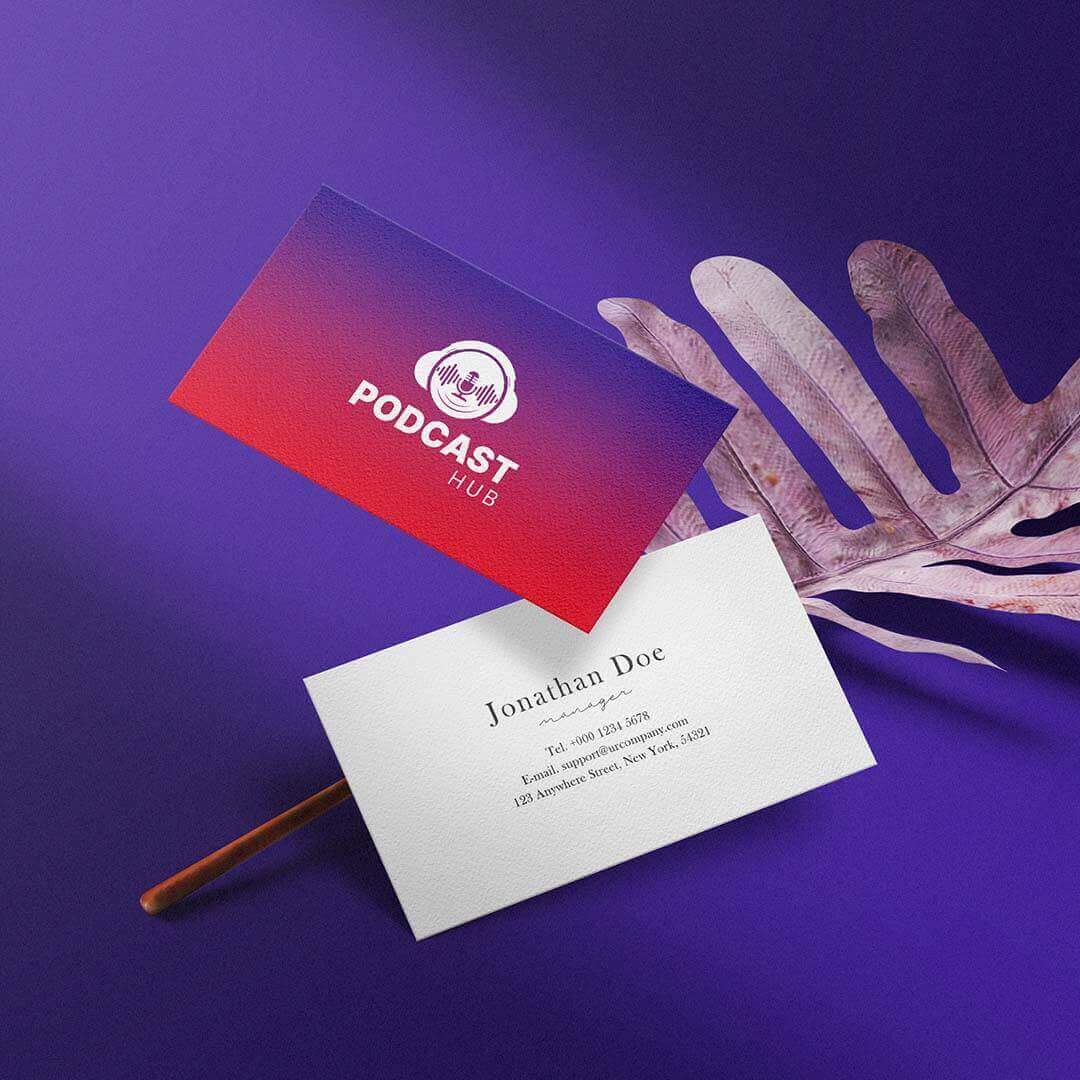 PODCAST
HUB
Jonathan Doe
manager
Tel. +000 1234 5678
E-mail. support@urcompany.com
123 Anywhere Street, New York, 54321